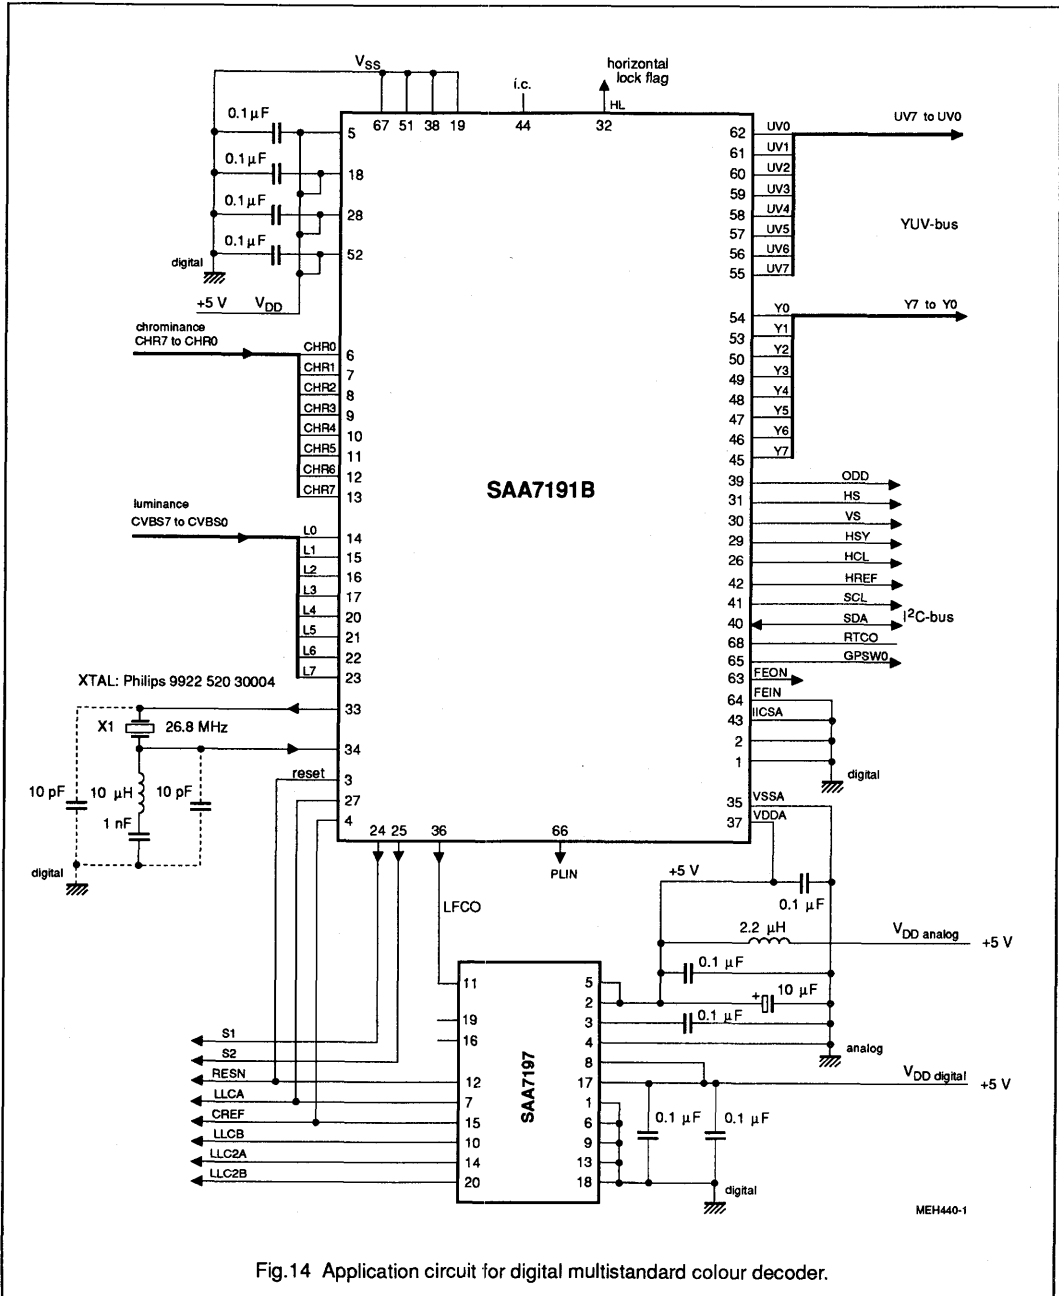 VSS
i.c.
horizontal
lock flag
HL
67 51 38 19 44 32
0.1 µF
5
0.1 µF
18
0.1 µF
28
0.1 µF
52
digital
+5 V VDD
chrominance
CHR7 to CHR0
CHR0 6
CHR1 7
CHR2 8
CHR3 9
CHR4 10
CHR5 11
CHR6 12
CHR7 13
luminance
CVBS7 to CVBS0
L0 14
L1 15
L2 16
L3 17
L4 20
L5 21
L6 22
L7 23
XTAL: Philips 9922 520 30004
33
X1 26.8 MHz
34
reset 3
10 pF 10 µH 10 pF
27
1 nF
4
digital
SAA7191B
62 UV0
61 UV1
60 UV2
59 UV3
58 UV4
57 UV5
56 UV6
55 UV7
UV7 to UV0
YUV-bus
54 Y0
53 Y1
50 Y2
49 Y3
48 Y4
47 Y5
46 Y6
45 Y7
Y7 to Y0
39 ODD
31 HS
30 VS
29 HSY
26 HCL
42 HREF
41 SCL
40 SDA
I²C-bus
68 RTCO
65 GPSW0
63 FEON
64 FEIN
43 IICSA
2
1
digital
35 VSSA
37 VDDA
24 25 36 66
PLIN
LFCO
+5 V
0.1 µF
2.2 µH
VDD analog +5 V
0.1 µF
+ 10 µF
0.1 µF
analog
VDD digital +5 V
0.1 µF 0.1 µF
digital
SAA7197
11
19
16
12
7
15
10
14
20
5
2
3
4
8
17
1
6
9
13
18
S1
S2
RESN
LLCA
CREF
LLCB
LLC2A
LLC2B
MEH440-1
Fig.14 Application circuit for digital multistandard colour decoder.